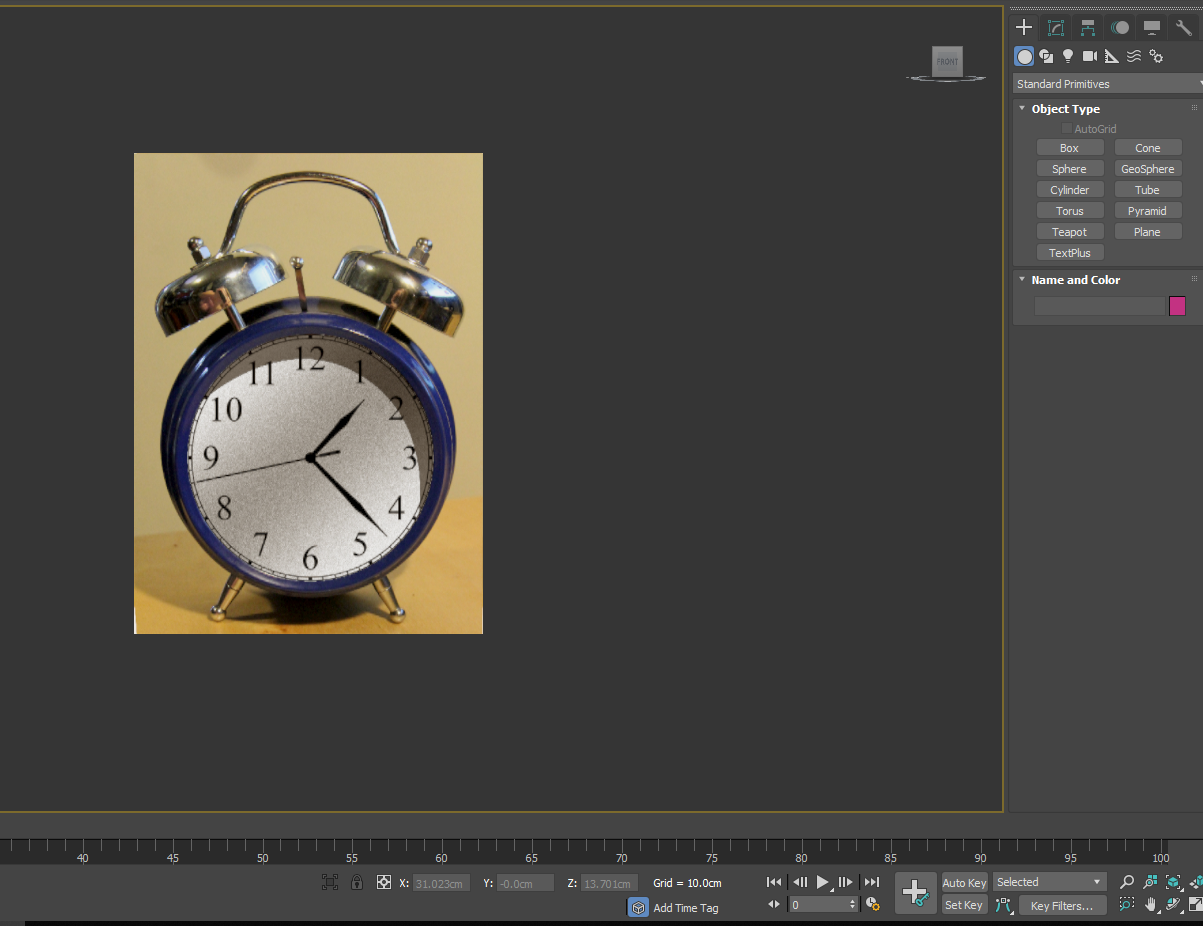 FRONT
12
11
1
10
2
9
3
8
4
7
5
6
Standard Primitives
Object Type
AutoGrid
Box Cone
Sphere GeoSphere
Cylinder Tube
Torus Pyramid
Teapot Plane
TextPlus
Name and Color
40 45 50 55 60 65 70 75 80 85 90 95 100
X: 31.023cm Y: -0.0cm Z: 13.701cm Grid = 10.0cm
Auto Key Selected
Add Time Tag
0
Set Key Key Filters...